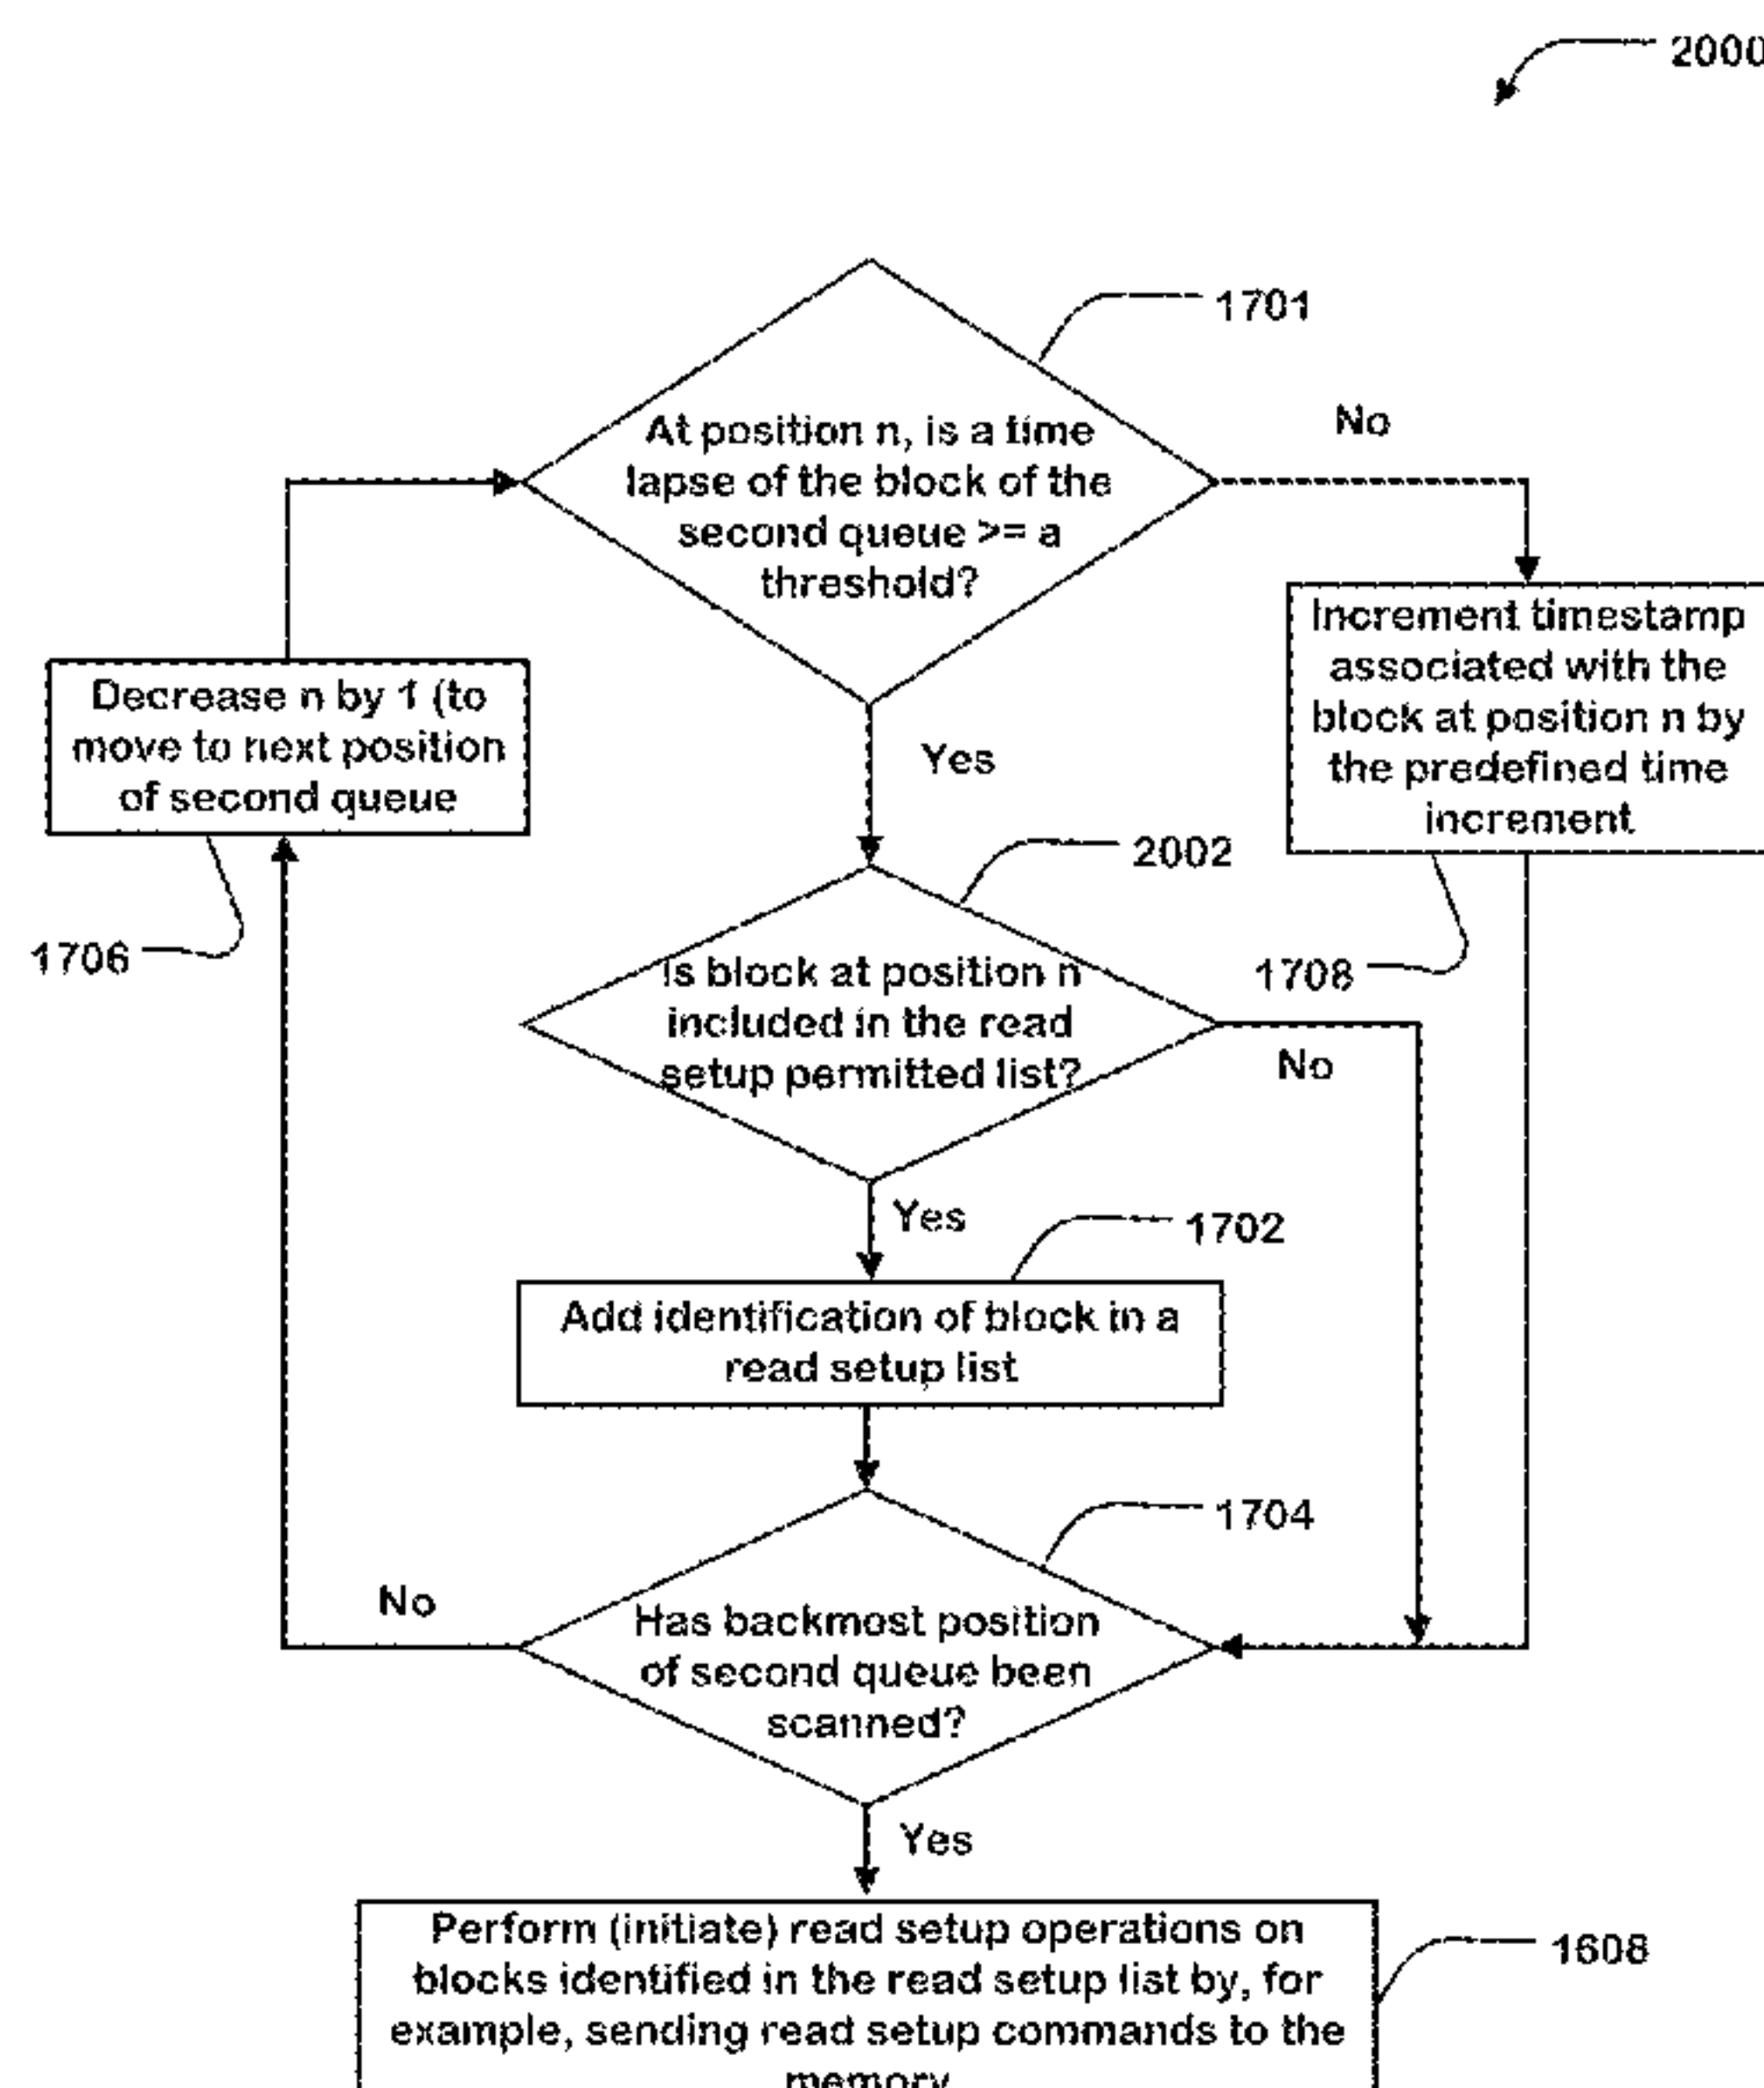 2000
1701
No
At position n, is a time
lapse of the block of the
second queue >= a
threshold?
Increment timestamp
associated with the
block at position n by
the predefined time
increment
Decrease n by 1 (to
move to next position
of second queue
Yes
2002
1706
1708
Is block at position n
included in the read
setup permitted list?
No
Yes
1702
Add identification of block in a
read setup list
1704
No
Has backmost position
of second queue been
scanned?
Yes
Perform (initiate) read setup operations on
blocks identified in the read setup list by, for
example, sending read setup commands to the
memory
1608